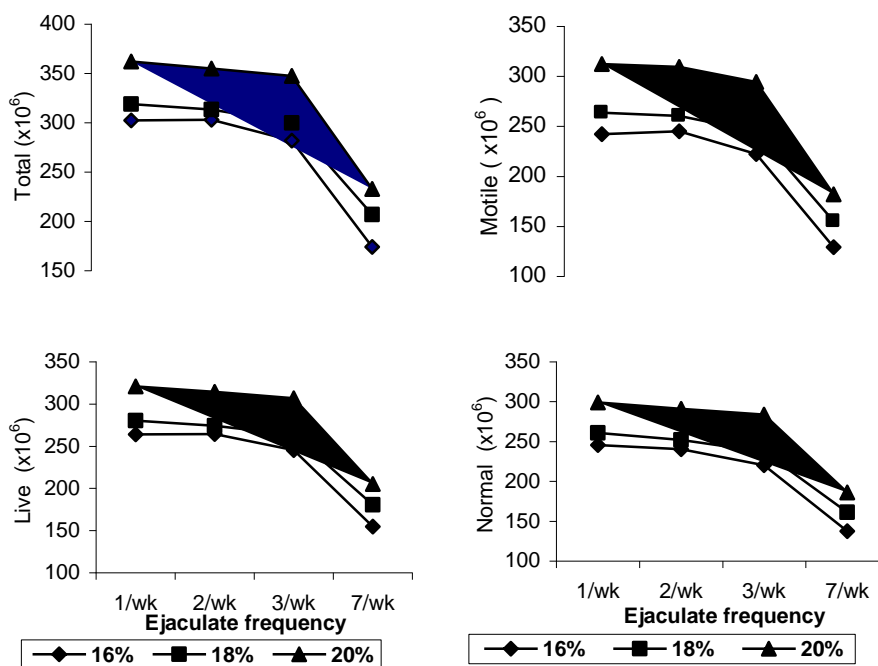 400
350
300
250
200
150
Total (x10⁶)
350
300
250
200
150
100
Motile ( x10⁶)
350
300
250
200
150
100
Live (x10⁶)
1/wk 2/wk 3/wk 7/wk
Ejaculate frequency
16% 18% 20%
350
300
250
200
150
100
Normal (x10⁶)
1/wk 2/wk 3/wk 7/wk
Ejaculate frequency
16% 18% 20%